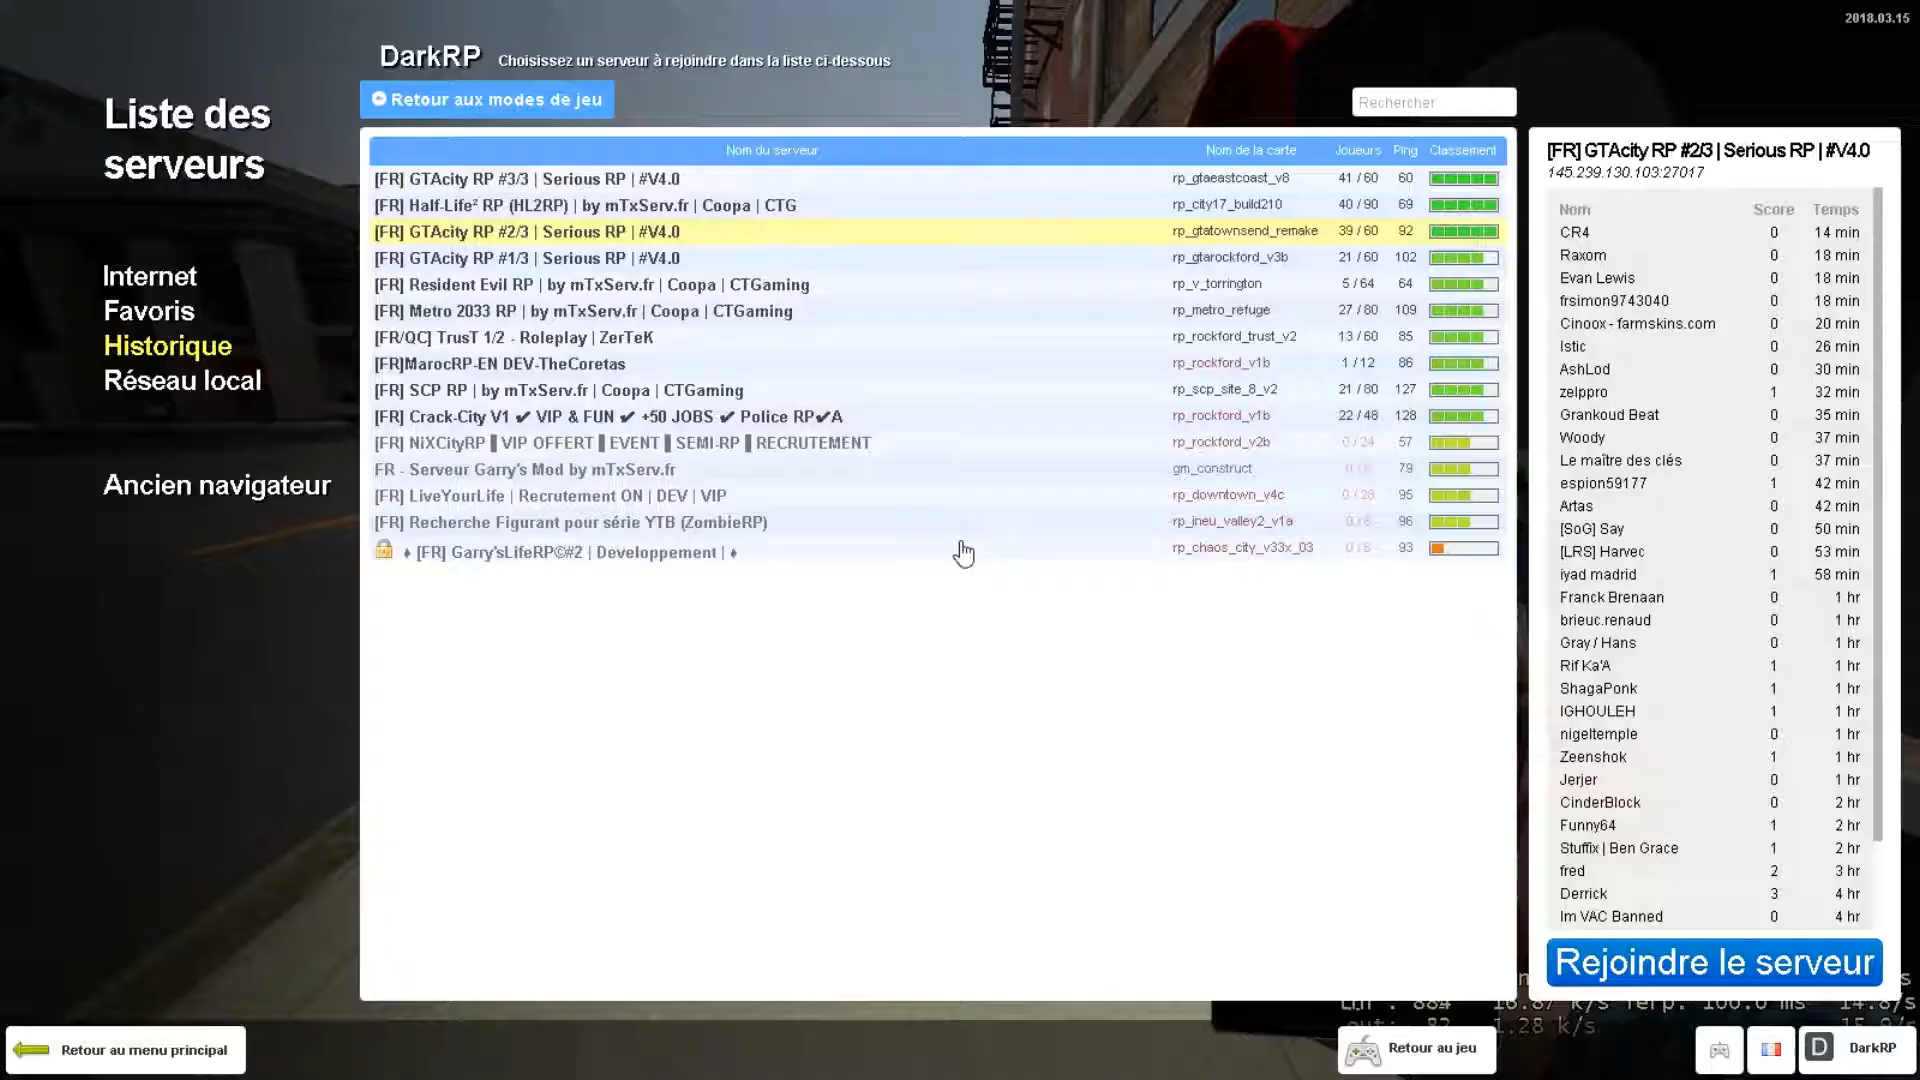 2018.03.15
DarkRP Choisissez un serveur à rejoindre dans la liste ci-dessous
Liste des
serveurs
Retour aux modes de jeu
Rechercher
Internet
Favoris
Historique
Réseau local
Ancien navigateur
Nom du serveur Nom de la carte Joueurs Ping Classement
[FR] GTAcity RP #3/3 | Serious RP | #V4.0 rp_gtaeastcoast_v8 41 / 60 60
[FR] Half-Life² RP (HL2RP) | by mTxServ.fr | Coopa | CTG rp_city17_build210 40 / 90 69
[FR] GTAcity RP #2/3 | Serious RP | #V4.0 rp_gtatownsend_remake 39 / 60 92
[FR] GTAcity RP #1/3 | Serious RP | #V4.0 rp_gtarockford_v3b 21 / 60 102
[FR] Resident Evil RP | by mTxServ.fr | Coopa | CTGaming rp_v_torrington 5 / 64 64
[FR] Metro 2033 RP | by mTxServ.fr | Coopa | CTGaming rp_metro_refuge 27 / 80 109
[FR/QC] TrusT 1/2 - Roleplay | ZerTeK rp_rockford_trust_v2 13 / 60 85
[FR]MarocRP-EN DEV-TheCoretas rp_rockford_v1b 1 / 12 86
[FR] SCP RP | by mTxServ.fr | Coopa | CTGaming rp_scp_site_8_v2 21 / 80 127
[FR] Crack-City V1 ✔ VIP & FUN ✔ +50 JOBS ✔ Police RP✔A rp_rockford_v1b 22 / 48 128
[FR] NiXCityRP ▌VIP OFFERT ▌EVENT ▌SEMI-RP ▌RECRUTEMENT rp_rockford_v2b 0 / 24 57
FR - Serveur Garry's Mod by mTxServ.fr gm_construct 79
[FR] LiveYourLife | Recrutement ON | DEV | VIP rp_downtown_v4c 0 / 28 95
[FR] Recherche Figurant pour série YTB (ZombieRP) rp_jneu_valley2_v1a 96
♦ [FR] Garry'sLifeRP©#2 | Developpement | ♦ rp_chaos_city_v33x_03 93
[FR] GTAcity RP #2/3 | Serious RP | #V4.0
145.239.130.103:27017
Nom Score Temps
CR4 0 14 min
Raxom 0 18 min
Evan Lewis 0 18 min
frsimon9743040 0 18 min
Cinoox - farmskins.com 0 20 min
Istic 0 26 min
AshLod 0 30 min
zelppro 1 32 min
Grankoud Beat 0 35 min
Woody 0 37 min
Le maître des clés 0 37 min
espion59177 1 42 min
Artas 0 42 min
[SoG] Say 0 50 min
[LRS] Harvec 0 53 min
iyad madrid 1 58 min
Franck Brenaan 0 1 hr
brieuc.renaud 0 1 hr
Gray / Hans 0 1 hr
Rif Ka'A 1 1 hr
ShagaPonk 1 1 hr
IGHOULEH 1 1 hr
nigeltemple 0 1 hr
Zeenshok 1 1 hr
Jerjer 0 1 hr
CinderBlock 0 2 hr
Funny64 1 2 hr
Stuffix | Ben Grace 1 2 hr
fred 2 3 hr
Derrick 3 4 hr
Im VAC Banned 0 4 hr
Rejoindre le serveur
1.28 k/s
Retour au menu principal
Retour au jeu
D DarkRP